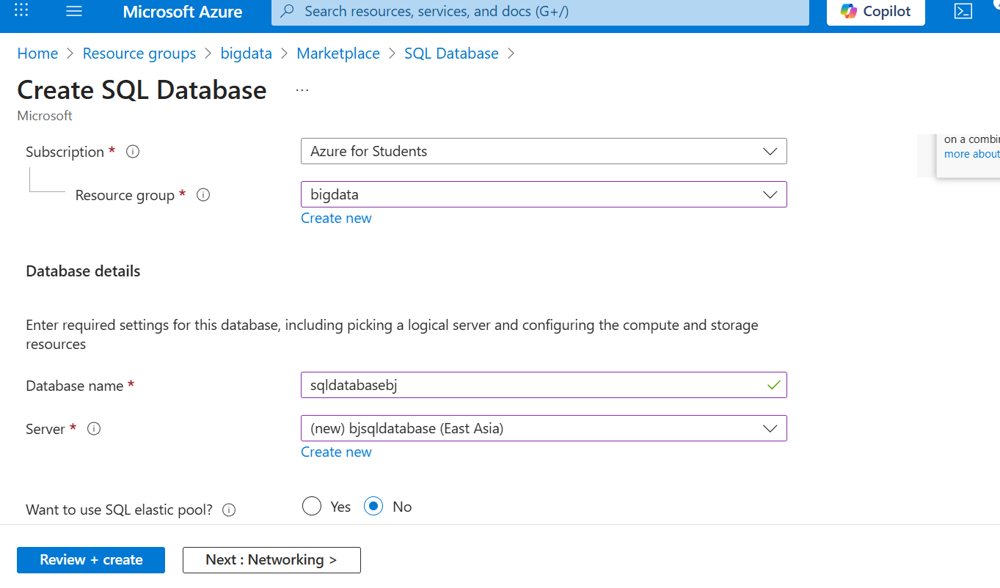 Microsoft Azure
Search resources, services, and docs (G+/)
Copilot
Home > Resource groups > bigdata > Marketplace > SQL Database >
Create SQL Database ...
Microsoft
on a combin
more about
Subscription * Azure for Students
Resource group * bigdata
Create new
Database details
Enter required settings for this database, including picking a logical server and configuring the compute and storage
resources
Database name * sqldatabasebj
Server * (new) bjsqldatabase (East Asia)
Create new
Want to use SQL elastic pool? Yes No
Review + create
Next : Networking >